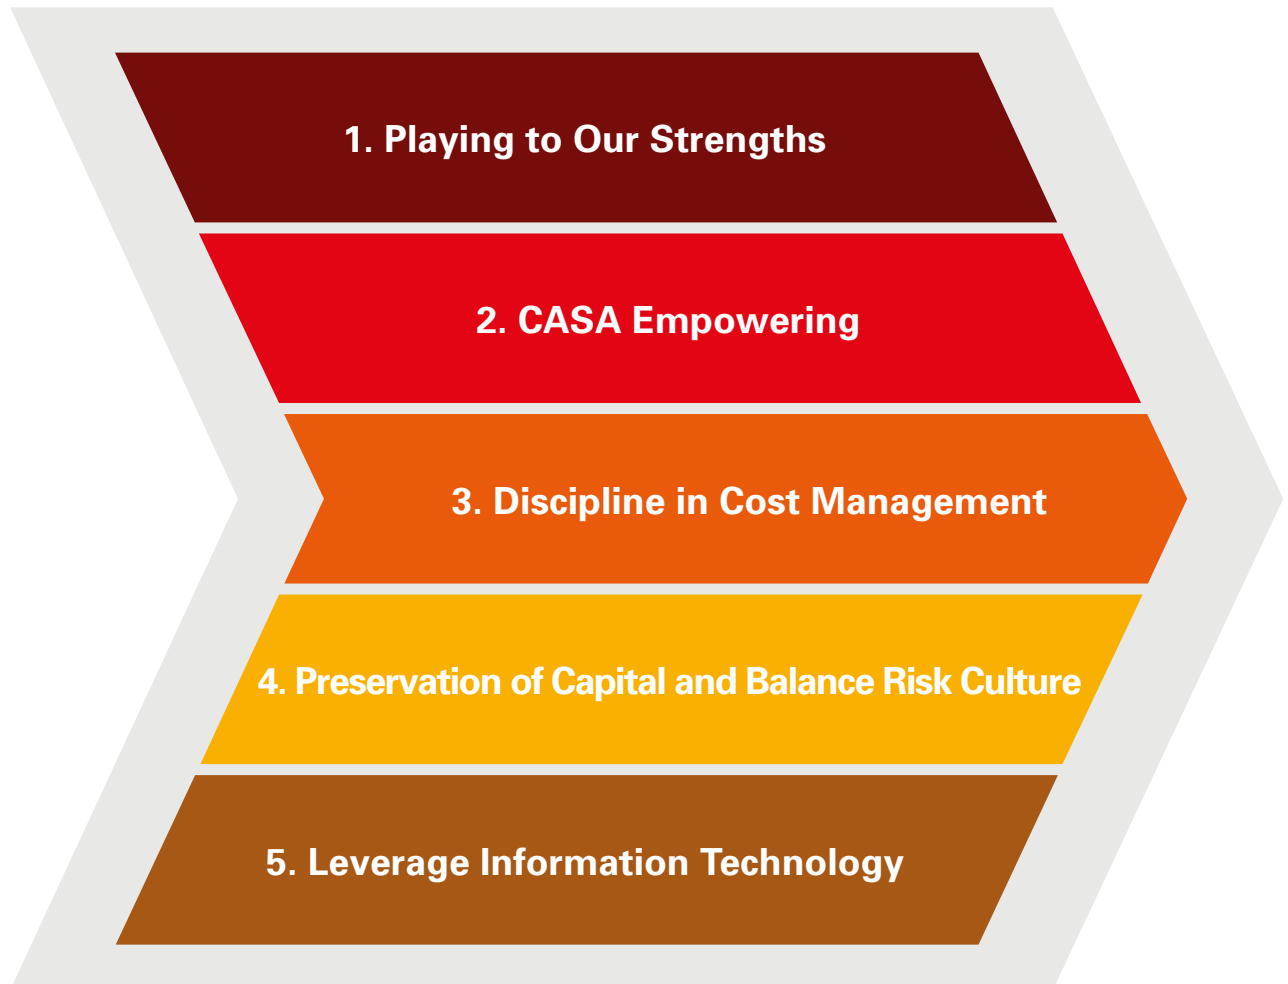 1. Playing to Our Strengths
2. CASA Empowering
3. Discipline in Cost Management
4. Preservation of Capital and Balance Risk Culture
5. Leverage Information Technology